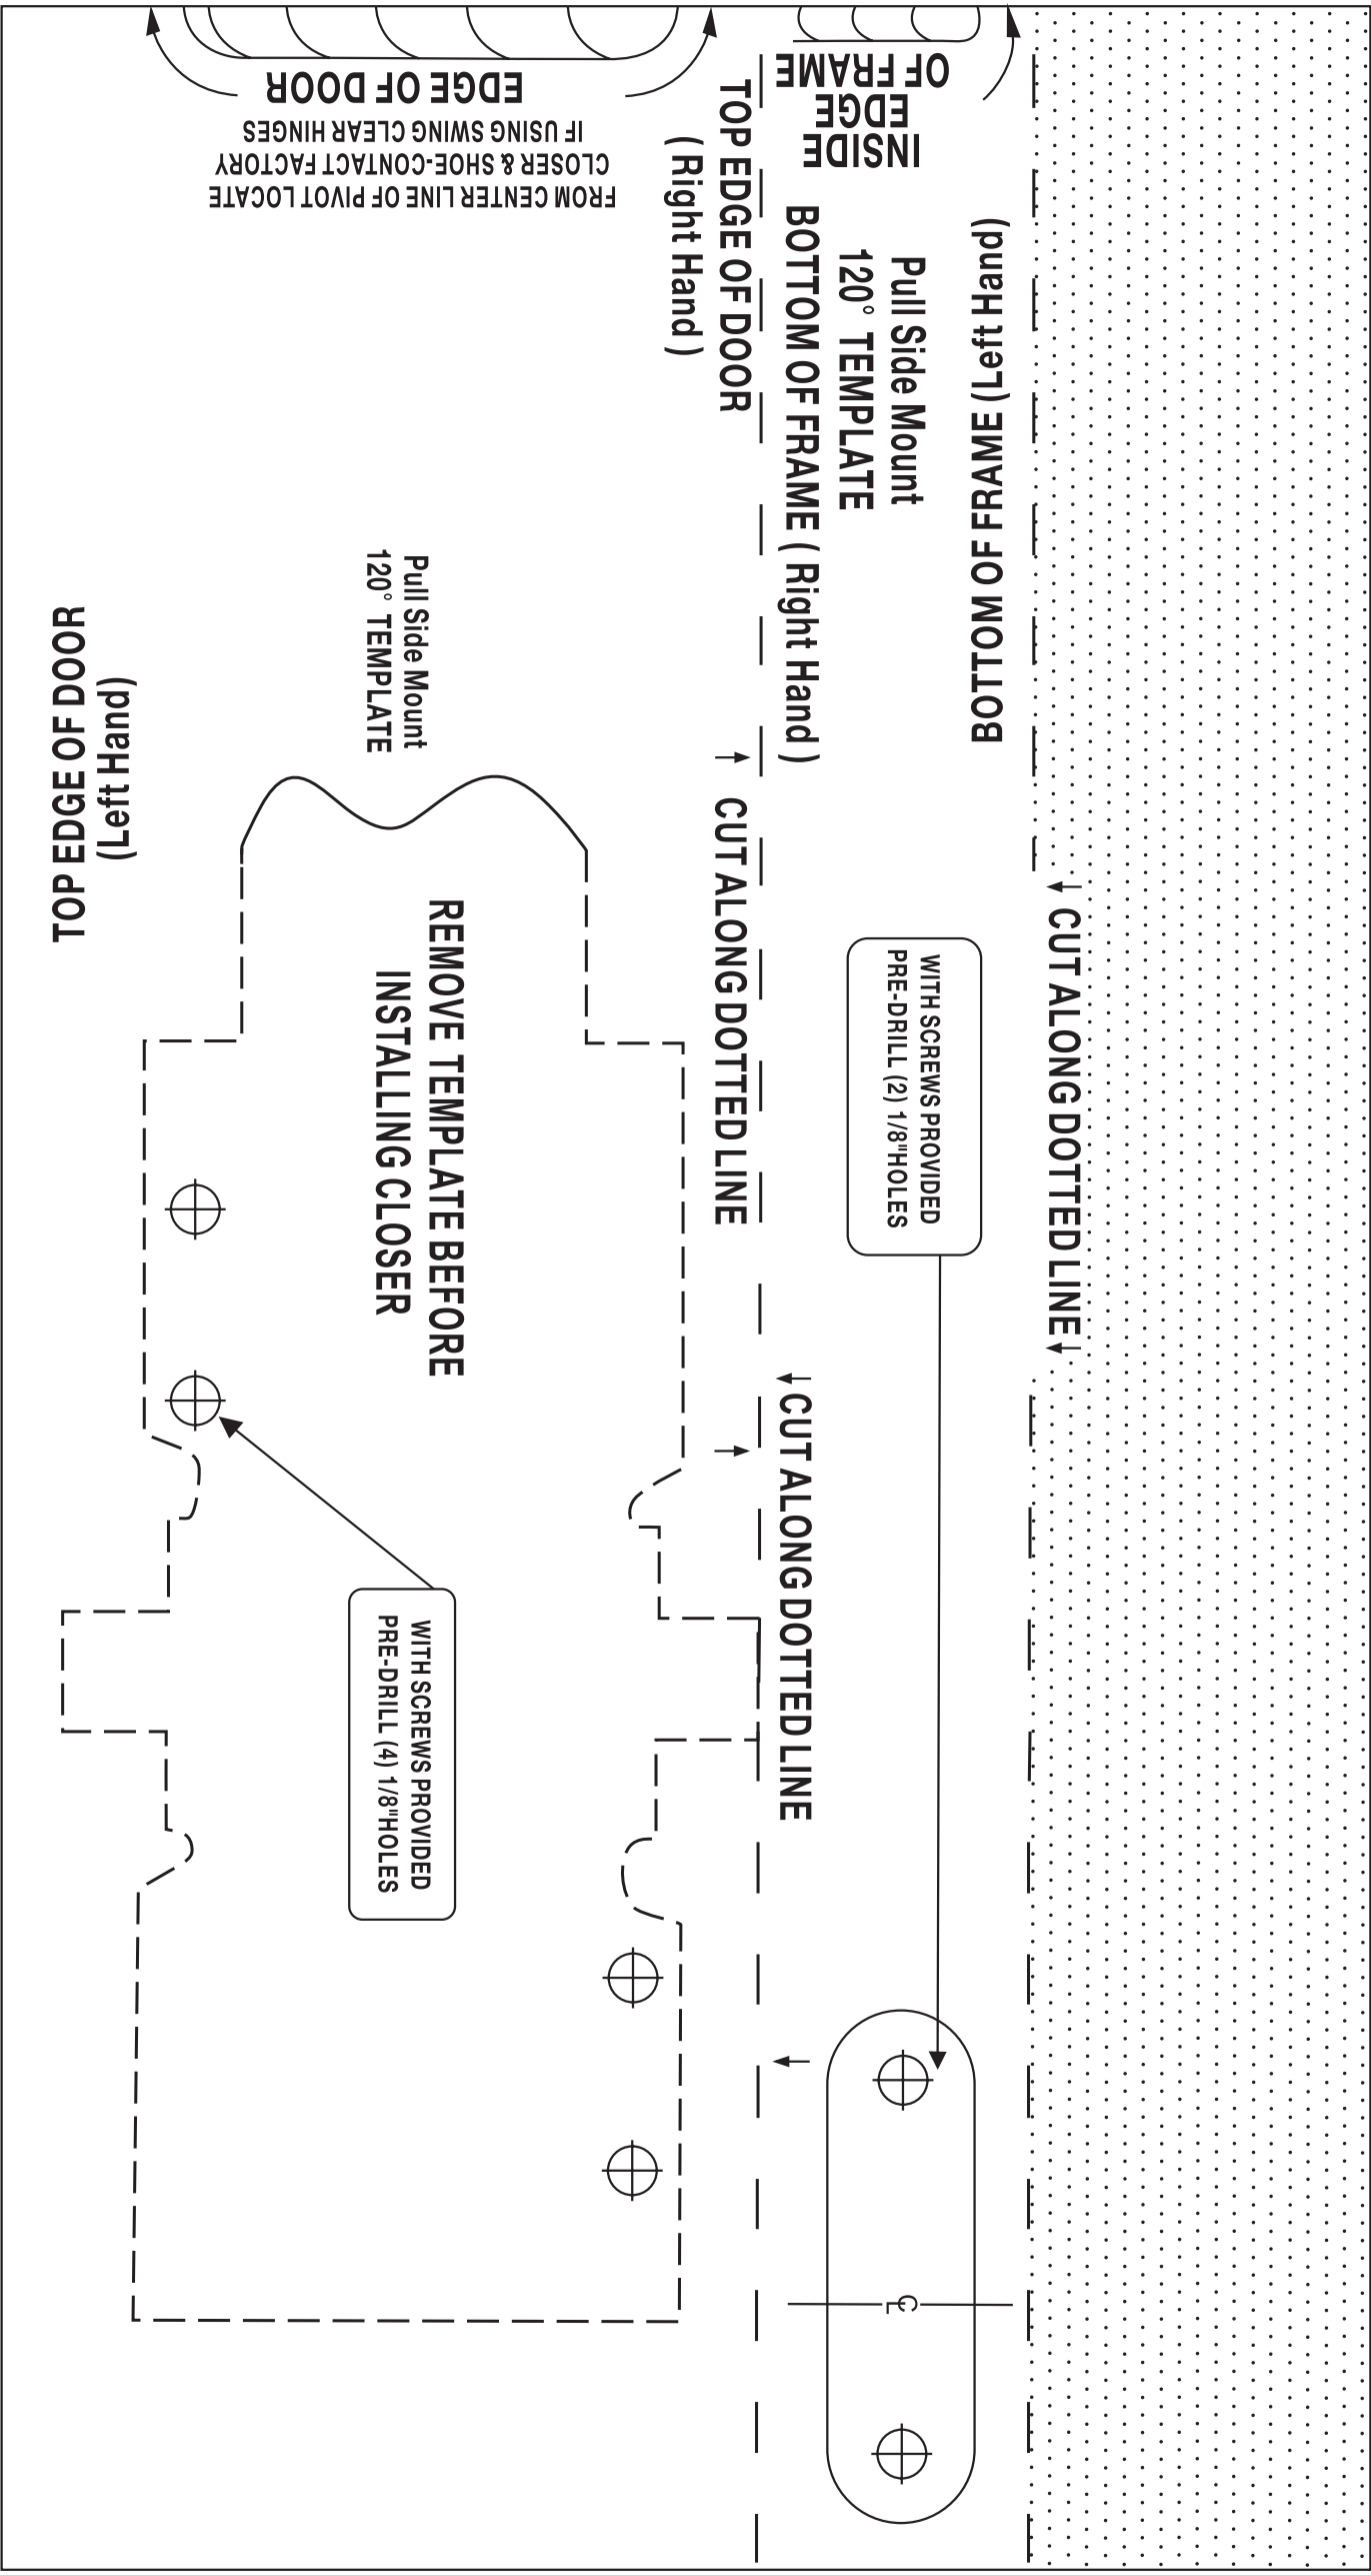 EDGE OF DOOR
FROM CENTER LINE OF PIVOT LOCATE
CLOSER & SHOE-CONTACT FACTORY
IF USING SWING CLEAR HINGES
INSIDE
EDGE
OF FRAME
CUT ALONG DOTTED LINE
BOTTOM OF FRAME (Left Hand)
WITH SCREWS PROVIDED
PRE-DRILL (2) 1/8"HOLES
Pull Side Mount
120° TEMPLATE
BOTTOM OF FRAME ( Right Hand )
CL
CUT ALONG DOTTED LINE
TOP EDGE OF DOOR
( Right Hand )
CUT ALONG DOTTED LINE
Pull Side Mount
120° TEMPLATE
REMOVE TEMPLATE BEFORE
INSTALLING CLOSER
WITH SCREWS PROVIDED
PRE-DRILL (4) 1/8"HOLES
(Left Hand)
TOP EDGE OF DOOR